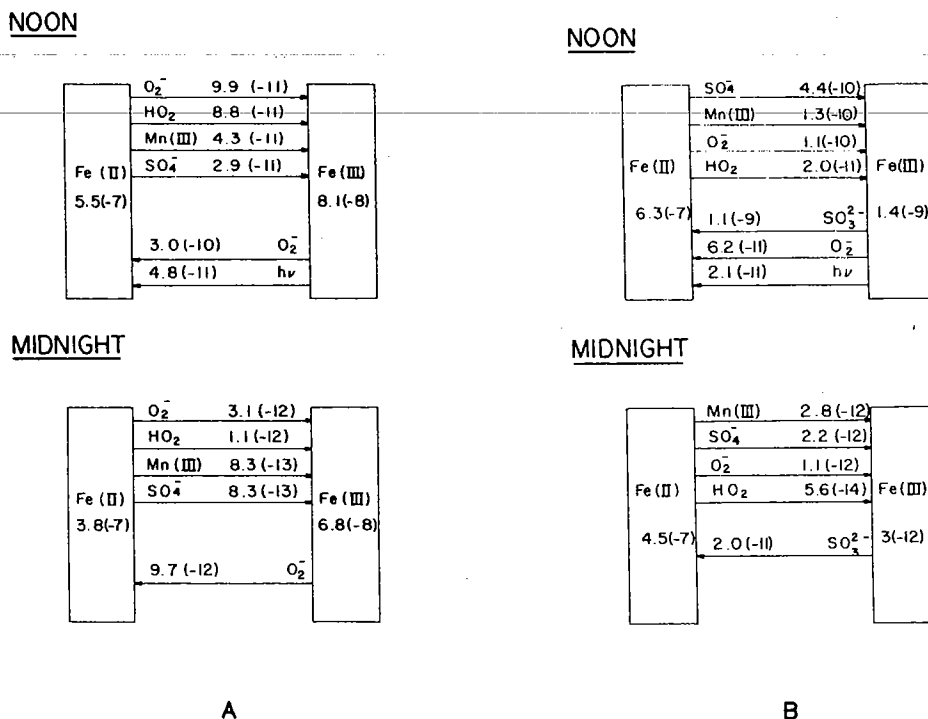 NOON
O₂⁻ 9.9 (-11)
HO₂ 8.8 (-11)
Mn(III) 4.3 (-11)
SO₄⁻ 2.9 (-11)
Fe (II)
5.5(-7)
Fe (III)
8.1(-8)
3.0(-10) O₂⁻
4.8(-11) hν
MIDNIGHT
O₂⁻ 3.1(-12)
HO₂ 1.1(-12)
Mn(III) 8.3(-13)
SO₄⁻ 8.3(-13)
Fe (II)
3.8(-7)
Fe (III)
6.8(-8)
9.7(-12) O₂⁻
A
NOON
SO₄⁻ 4.4(-10)
Mn(III) 1.3(-10)
O₂⁻ 1.1(-10)
HO₂ 2.0(-11)
Fe(II)
6.3(-7)
Fe(III)
1.4(-9)
1.1(-9) SO₃²⁻
6.2(-11) O₂⁻
2.1(-11) hν
MIDNIGHT
Mn(III) 2.8(-12)
SO₄⁻ 2.2(-12)
O₂⁻ 1.1(-12)
HO₂ 5.6(-14)
Fe(II)
4.5(-7)
Fe(III)
3(-12)
2.0(-11) SO₃²⁻
B